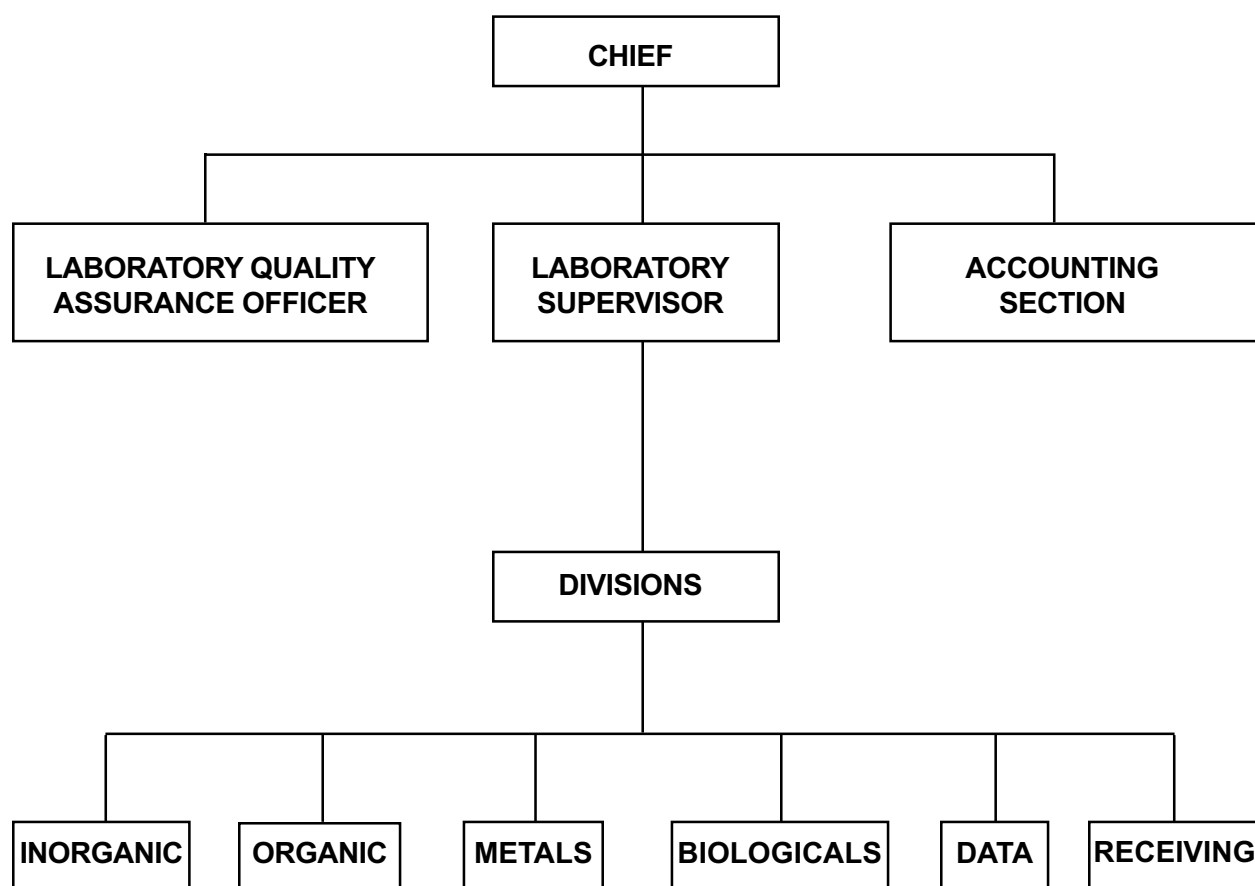 CHIEF
LABORATORY QUALITY
ASSURANCE OFFICER
LABORATORY
SUPERVISOR
ACCOUNTING
SECTION
DIVISIONS
INORGANIC
ORGANIC
METALS
BIOLOGICALS
DATA
RECEIVING